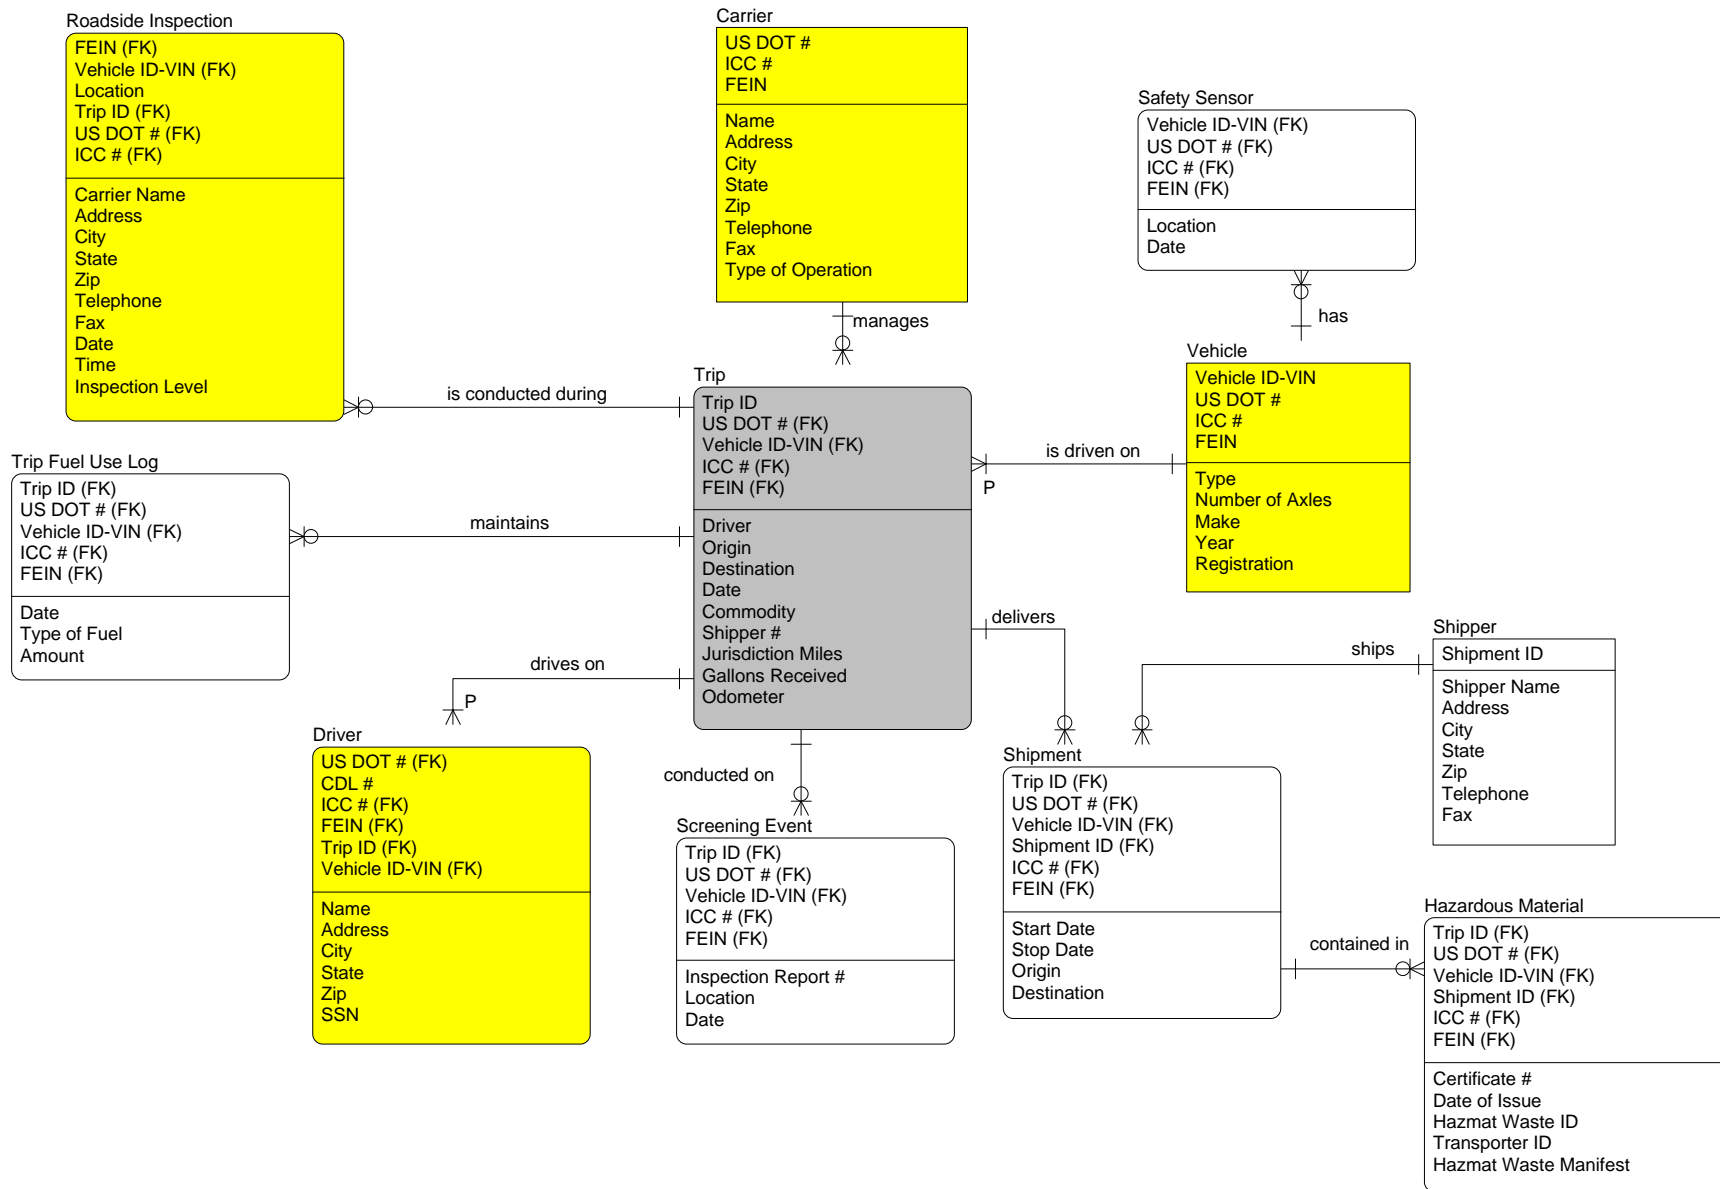 Roadside Inspection
FEIN (FK)
Vehicle ID-VIN (FK)
Location
Trip ID (FK)
US DOT # (FK)
ICC # (FK)
Carrier Name
Address
City
State
Zip
Telephone
Fax
Date
Time
Inspection Level
Carrier
US DOT #
ICC #
FEIN
Name
Address
City
State
Zip
Telephone
Fax
Type of Operation
manages
Safety Sensor
Vehicle ID-VIN (FK)
US DOT # (FK)
ICC # (FK)
FEIN (FK)
Location
Date
has
is conducted during
Trip
Trip ID
US DOT # (FK)
Vehicle ID-VIN (FK)
ICC # (FK)
FEIN (FK)
Driver
Origin
Destination
Date
Commodity
Shipper #
Jurisdiction Miles
Gallons Received
Odometer
is driven on
P
Vehicle
Vehicle ID-VIN
US DOT #
ICC #
FEIN
Type
Number of Axles
Make
Year
Registration
Trip Fuel Use Log
Trip ID (FK)
US DOT # (FK)
Vehicle ID-VIN (FK)
ICC # (FK)
FEIN (FK)
Date
Type of Fuel
Amount
maintains
drives on
P
delivers
ships
Shipper
Shipment ID
Shipper Name
Address
City
State
Zip
Telephone
Fax
Driver
US DOT # (FK)
CDL #
ICC # (FK)
FEIN (FK)
Trip ID (FK)
Vehicle ID-VIN (FK)
Name
Address
City
State
Zip
SSN
conducted on
Screening Event
Trip ID (FK)
US DOT # (FK)
Vehicle ID-VIN (FK)
ICC # (FK)
FEIN (FK)
Inspection Report #
Location
Date
Shipment
Trip ID (FK)
US DOT # (FK)
Vehicle ID-VIN (FK)
Shipment ID (FK)
ICC # (FK)
FEIN (FK)
Start Date
Stop Date
Origin
Destination
contained in
Hazardous Material
Trip ID (FK)
US DOT # (FK)
Vehicle ID-VIN (FK)
Shipment ID (FK)
ICC # (FK)
FEIN (FK)
Certificate #
Date of Issue
Hazmat Waste ID
Transporter ID
Hazmat Waste Manifest